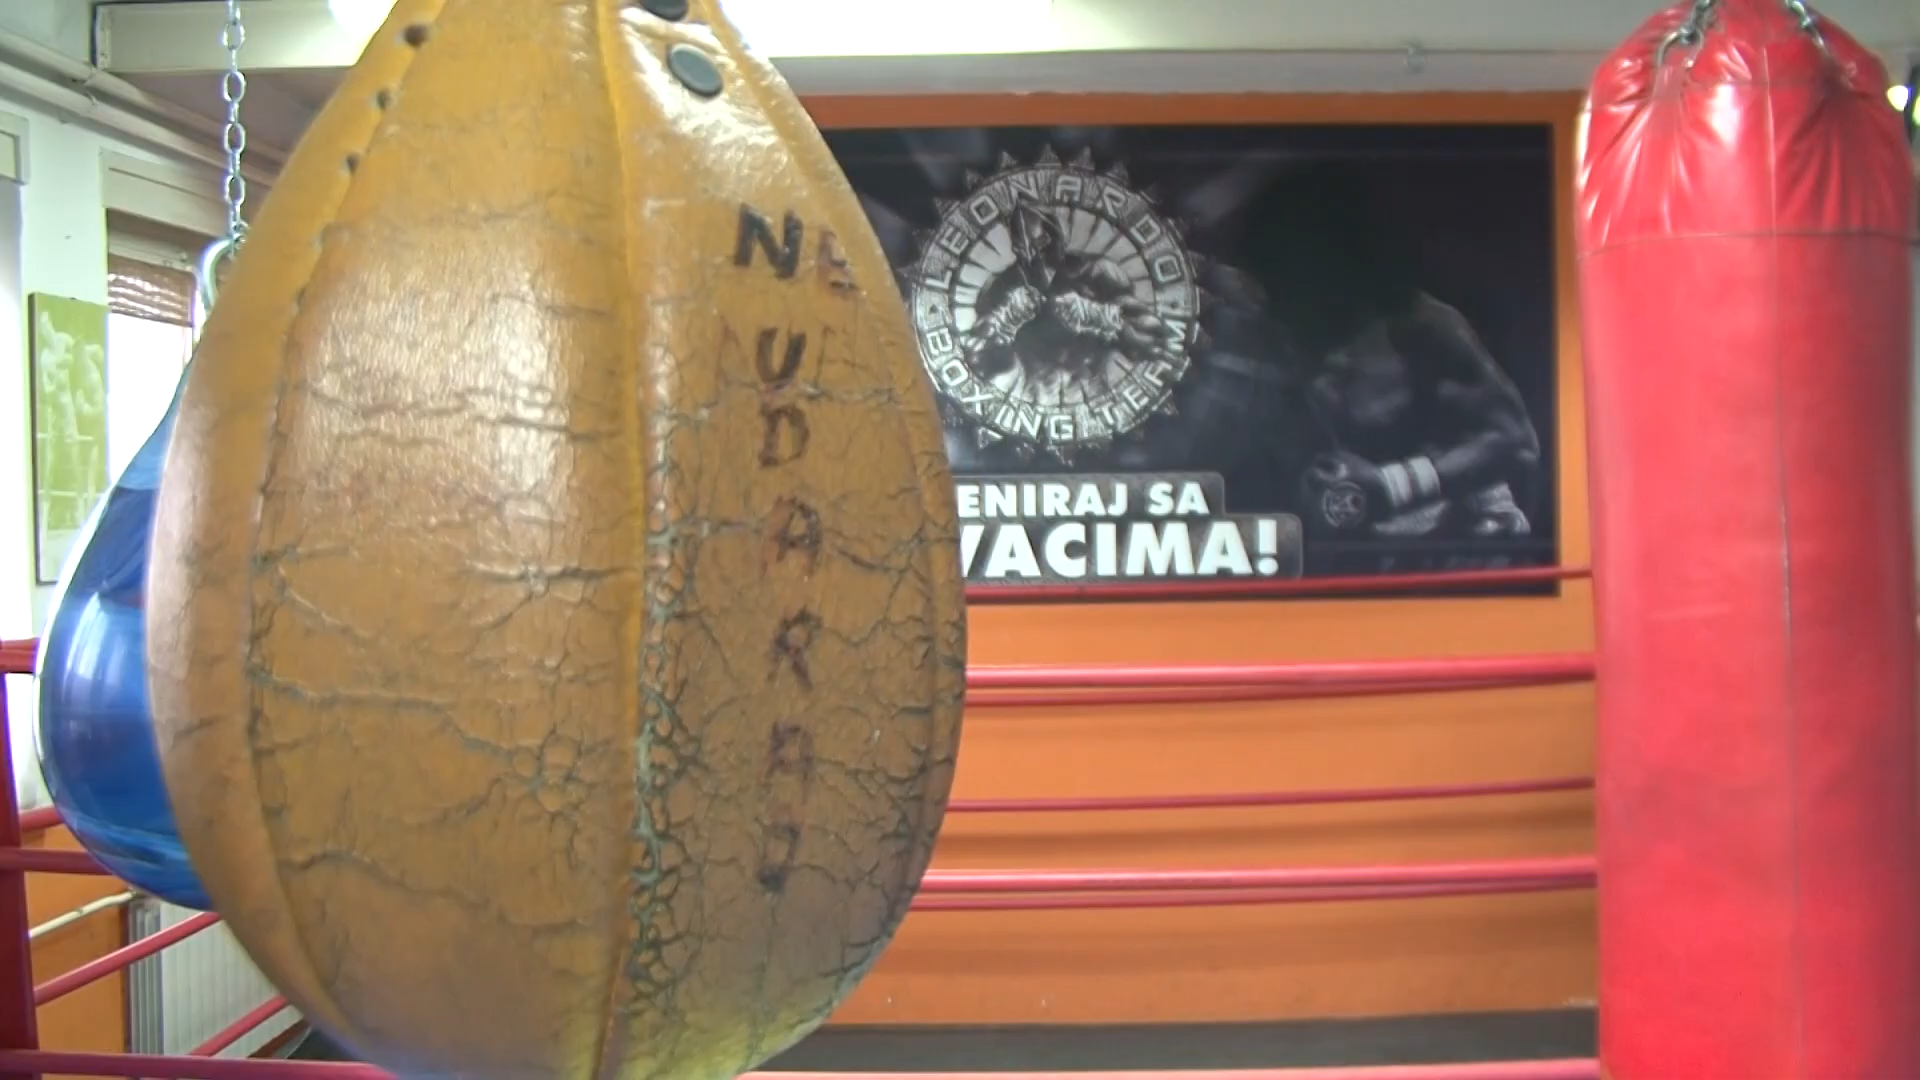 NE
UDARAJ
LEONARDO
BOXING TEAM
ENIRAJ SA
VACIMA!